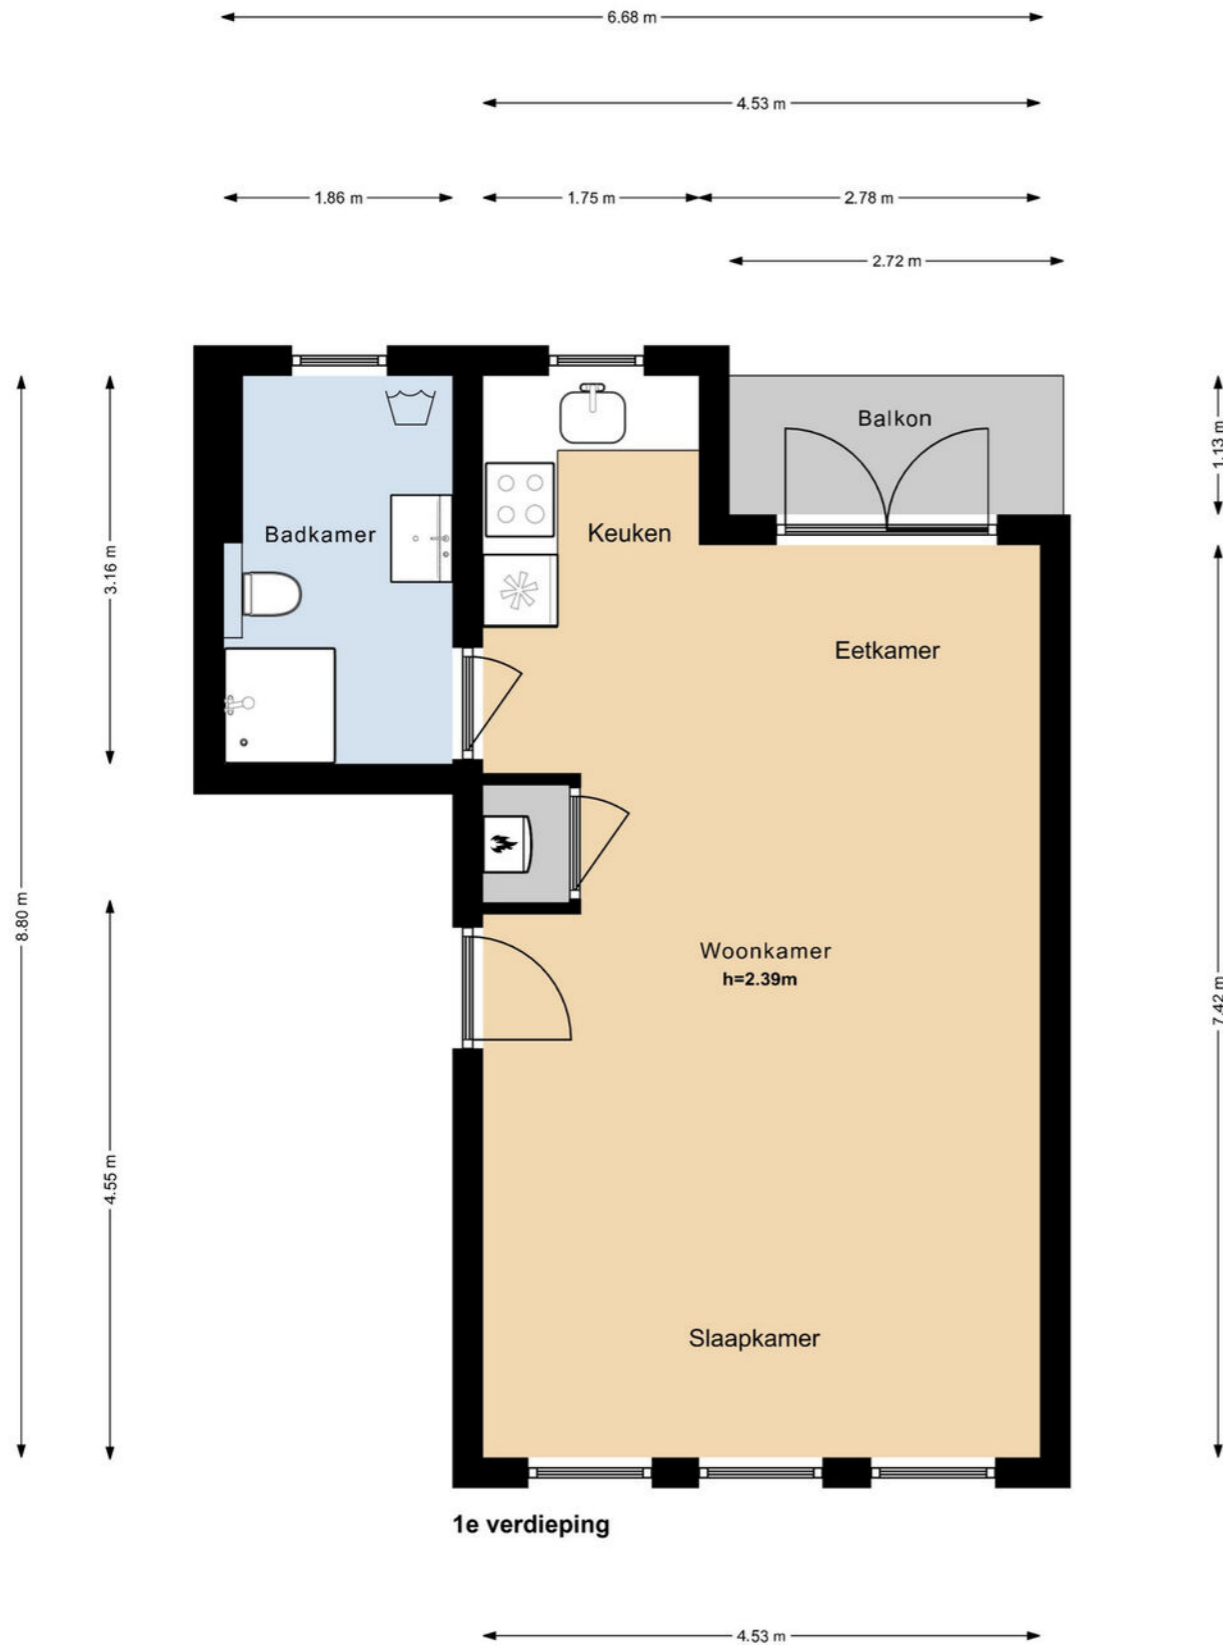 6.68 m
4.53 m
1.86 m
1.75 m
2.78 m
2.72 m
Balkon
1.13 m
Badkamer
Keuken
3.16 m
Eetkamer
8.80 m
Woonkamer
h=2.39m
7.42 m
4.55 m
Slaapkamer
1e verdieping
4.53 m